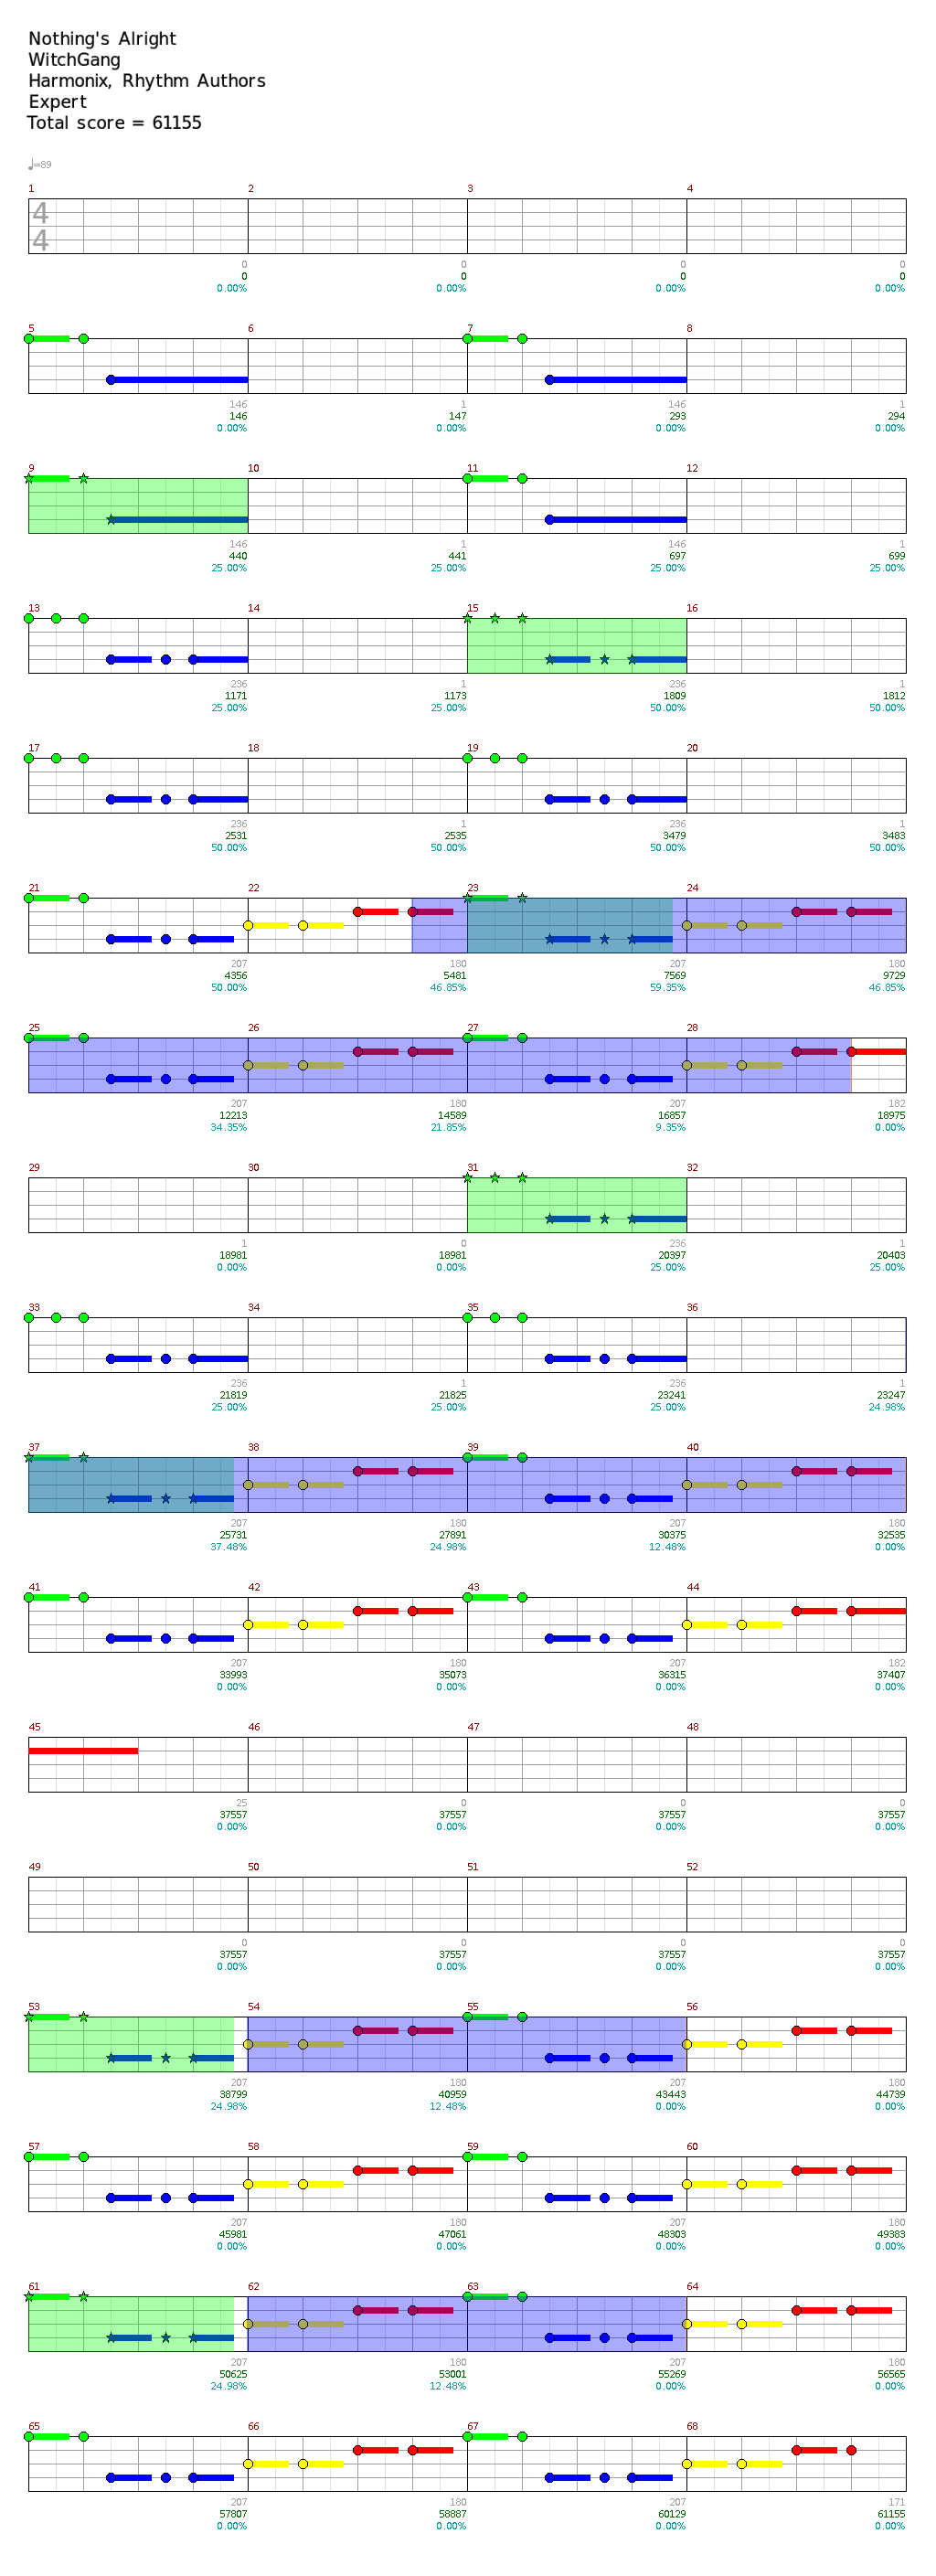 Nothing's Alright
WitchGang
Harmonix, Rhythm Authors
Expert
Total score = 61155
♩=89
1 2 3 4
4
4
0 0 0 0
0 0 0 0
0.00% 0.00% 0.00% 0.00%
5 6 7 8
146 1 146 1
146 147 293 294
0.00% 0.00% 0.00% 0.00%
9 10 11 12
146 1 146 1
440 441 697 699
25.00% 25.00% 25.00% 25.00%
13 14 15 16
236 1 236 1
1171 1173 1809 1812
25.00% 25.00% 50.00% 50.00%
17 18 19 20
236 1 236 1
2531 2535 3479 3483
50.00% 50.00% 50.00% 50.00%
21 22 23 24
207 180 207 180
4356 5481 7569 9729
50.00% 46.85% 59.35% 46.85%
25 26 27 28
207 180 207 182
12213 14589 16857 18975
34.35% 21.85% 9.35% 0.00%
29 30 31 32
1 0 236 1
18981 18981 20397 20403
0.00% 0.00% 25.00% 25.00%
33 34 35 36
236 1 236 1
21819 21825 23241 23247
25.00% 25.00% 25.00% 24.98%
37 38 39 40
207 180 207 180
25731 27891 30375 32535
37.48% 24.98% 12.48% 0.00%
41 42 43 44
207 180 207 182
33993 35073 36315 37407
0.00% 0.00% 0.00% 0.00%
45 46 47 48
25 0 0 0
37557 37557 37557 37557
0.00% 0.00% 0.00% 0.00%
49 50 51 52
0 0 0 0
37557 37557 37557 37557
0.00% 0.00% 0.00% 0.00%
53 54 55 56
207 180 207 180
38799 40959 43443 44739
24.98% 12.48% 0.00% 0.00%
57 58 59 60
207 180 207 180
45981 47061 48303 49383
0.00% 0.00% 0.00% 0.00%
61 62 63 64
207 180 207 180
50625 53001 55269 56565
24.98% 12.48% 0.00% 0.00%
65 66 67 68
207 180 207 171
57807 58887 60129 61155
0.00% 0.00% 0.00% 0.00%